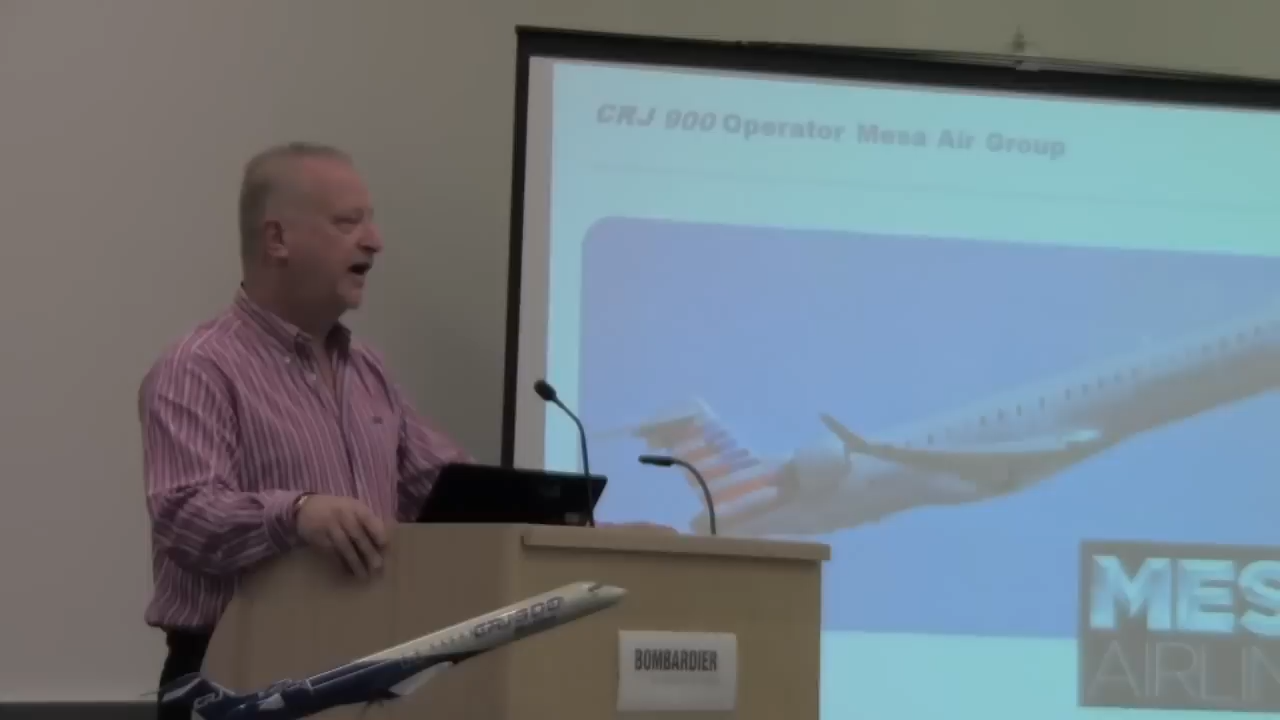 CRJ 900 Operator Mesa Air Group
MES
AIRLIN
CRJ900
BOMBARDIER